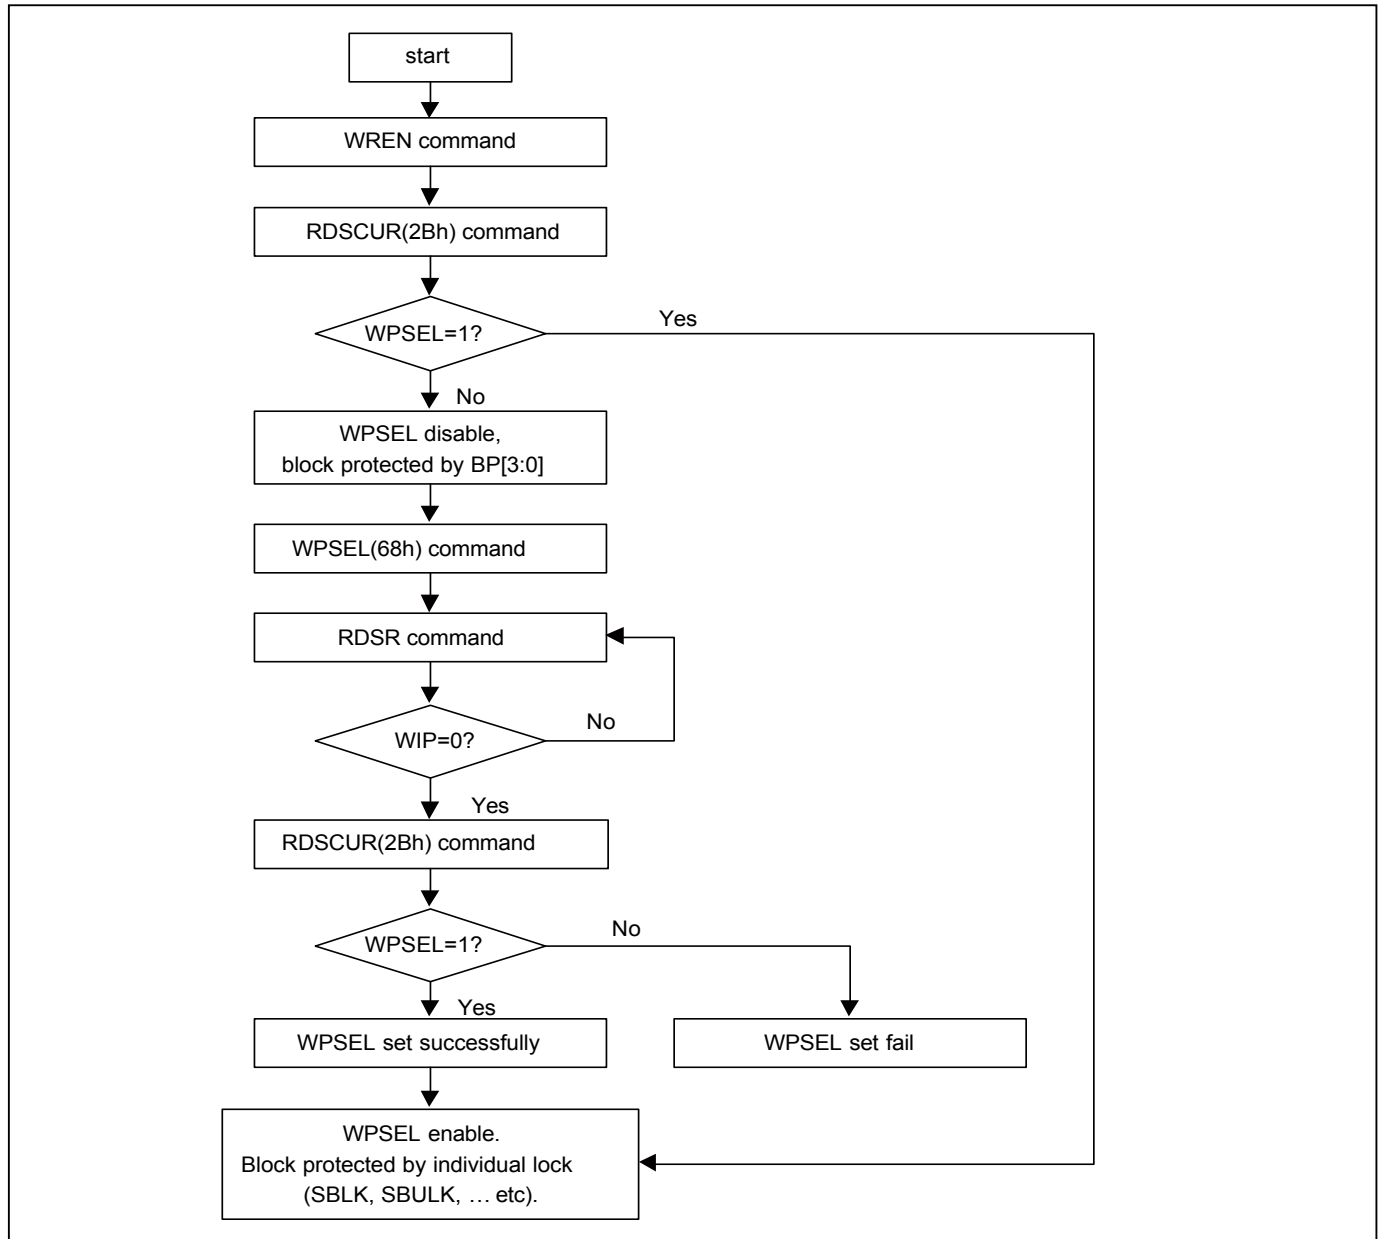 start
WREN command
RDSCUR(2Bh) command
WPSEL=1?
Yes
No
WPSEL disable,
block protected by BP[3:0]
WPSEL(68h) command
RDSR command
WIP=0?
No
Yes
RDSCUR(2Bh) command
WPSEL=1?
No
Yes
WPSEL set successfully
WPSEL set fail
WPSEL enable.
Block protected by individual lock
(SBLK, SBULK, … etc).